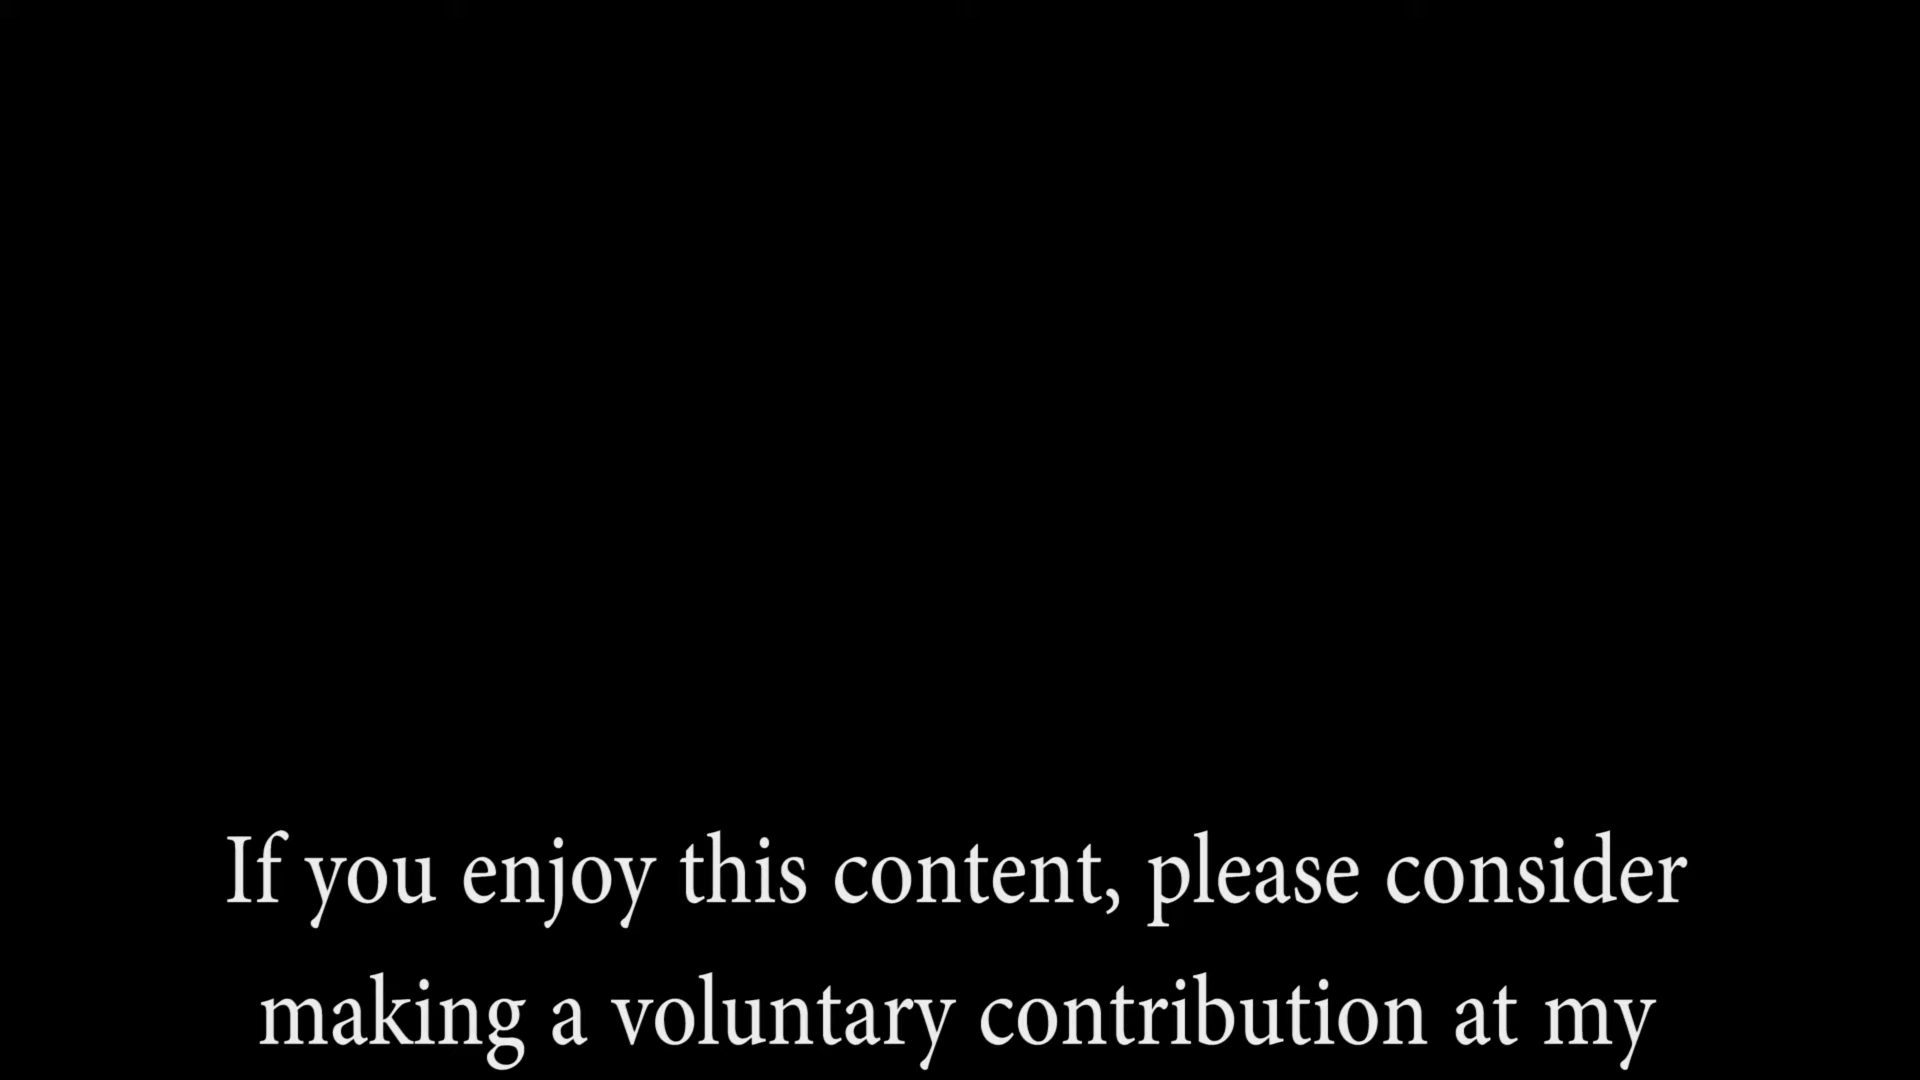 If you enjoy this content, please consider
making a voluntary contribution at my